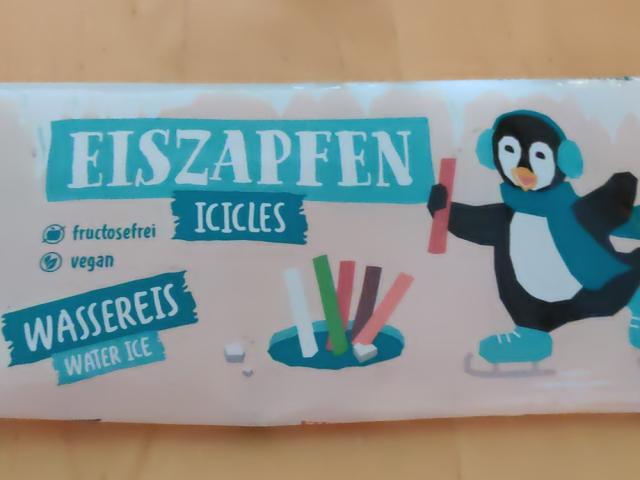 EISZAPFEN
ICICLES
fructosefrei
vegan
WASSEREIS
WATER ICE